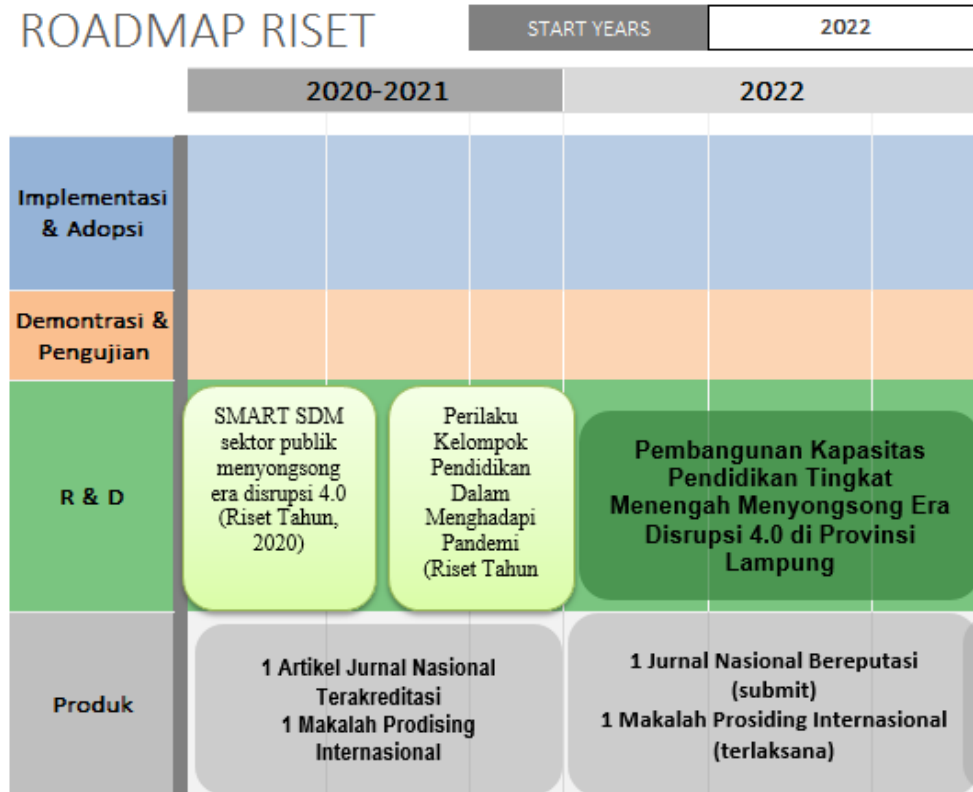 ROADMAP RISET
START YEARS
2022
2020-2021
2022
Implementasi
& Adopsi
Demontrasi &
Pengujian
R & D
SMART SDM
sektor publik
menyongsong
era disrupsi 4.0
(Riset Tahun,
2020)
Perilaku
Kelompok
Pendidikan
Dalam
Menghadapi
Pandemi
(Riset Tahun
Pembangunan Kapasitas
Pendidikan Tingkat
Menengah Menyongsong Era
Disrupsi 4.0 di Provinsi
Lampung
Produk
1 Artikel Jurnal Nasional
Terakreditasi
1 Makalah Prodising
Internasional
1 Jurnal Nasional Bereputasi
(submit)
1 Makalah Prosiding Internasional
(terlaksana)